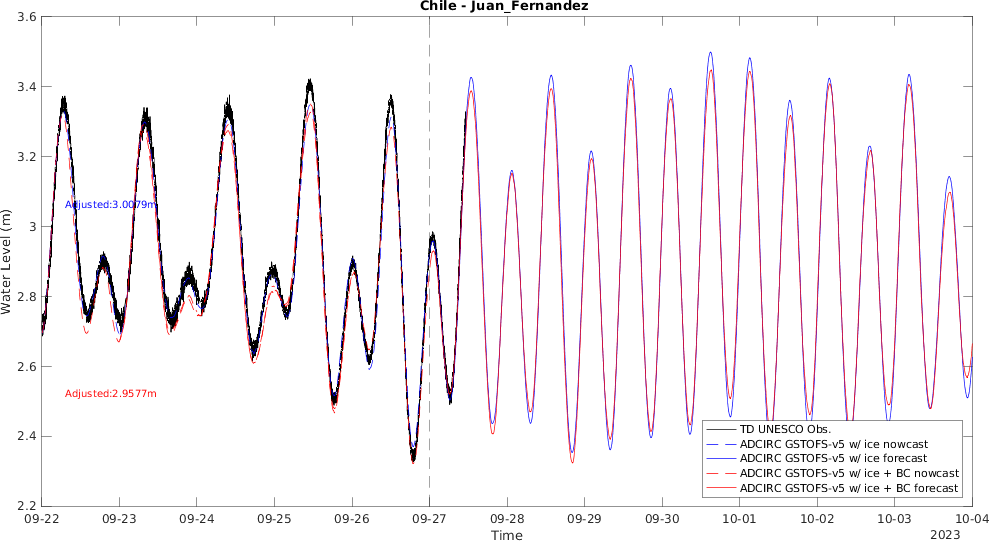 Chile - Juan_Fernandez
3.6
3.4
3.2
3
2.8
2.6
2.4
2.2
Water Level (m)
Adjusted:3.0079m
Adjusted:2.9577m
TD UNESCO Obs.
ADCIRC GSTOFS-v5 w/ ice nowcast
ADCIRC GSTOFS-v5 w/ ice forecast
ADCIRC GSTOFS-v5 w/ ice + BC nowcast
ADCIRC GSTOFS-v5 w/ ice + BC forecast
09-22 09-23 09-24 09-25 09-26 09-27 09-28 09-29 09-30 10-01 10-02 10-03 10-04
Time
2023